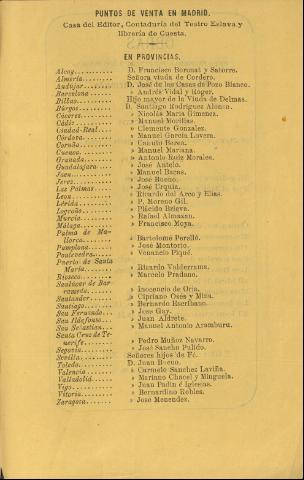 PUNTOS DE VENTA EN MADRID.
Casa del Editor, Contaduría del Teatro Eslava y
librería de Cuesta.
EN PROVINCIAS.
Alcoy.......... D. Francisco Boronat y Satorre.
Almería.......... Señora viuda de Cordero.
Andujar.......... D. José de las Casas de Pozo Blanco.
Barcelona.......... » Andrés Vidal y Roger.
Bilbao.......... Hijo mayor de la Viuda de Delmas.
Búrgos.......... D. Santiago Rodriguez Alonso.
Cáceres.......... » Nicolás María Gimenez.
Cádiz.......... » Manuel Morillas.
Ciudad-Real.......... » Clemente Gonzalez.
Córdova.......... » Manuel García Lovera.
Coruña.......... » Canuto Berea.
Cuenca.......... » Manuel Mariana.
Granada.......... » Antonio Ruiz Morales.
Guadalajara.......... » José Antelo.
Jaen.......... » Manuel Baras.
Jerez.......... » José Bueno.
Las Palmas.......... » José Urquía.
Leon.......... » Ricardo del Arco y Elías.
Lérida.......... » P. Moreno Gil.
Logroño.......... » Plácido Brieva.
Murcia.......... » Rafael Almazan.
Málaga.......... » Francisco Moya.
Palma de Ma-
llorca.......... » Bartolomé Perelló.
Pamplona.......... » José Montorio.
Pontevedra.......... » Venancio Piqué.
Puerto de Santa
María.......... » Ricardo Valderrama.
Rioseco.......... » Marcelo Pradano.
Sanlúcar de Bar-
rameda.......... » Inocencio de Oria.
Santander.......... » Cipriano Osés y Mina.
Santiago.......... » Bernardo Escribano.
San Fernando.......... » Jose Gay.
San Ildefonso.......... » Juan Aldrete.
San Sebastian.......... » Manuel Antonio Aramburu.
Santa Cruz de Te-
nerife.......... » Pedro Muñoz Navarro.
Segovia.......... » José Sancho Pulido.
Sevilla.......... Señores hijos de Fé.
Toledo.......... D. Juan Bueno.
Valencia.......... » Carmelo Sanchez Laviña.
Valladolid.......... » Mariano Chacel y Minguela.
Vigo.......... » Juan Padin é Iglesias.
Vitoria.......... » Bernardino Robles.
Zaragoza.......... » José Menendez.